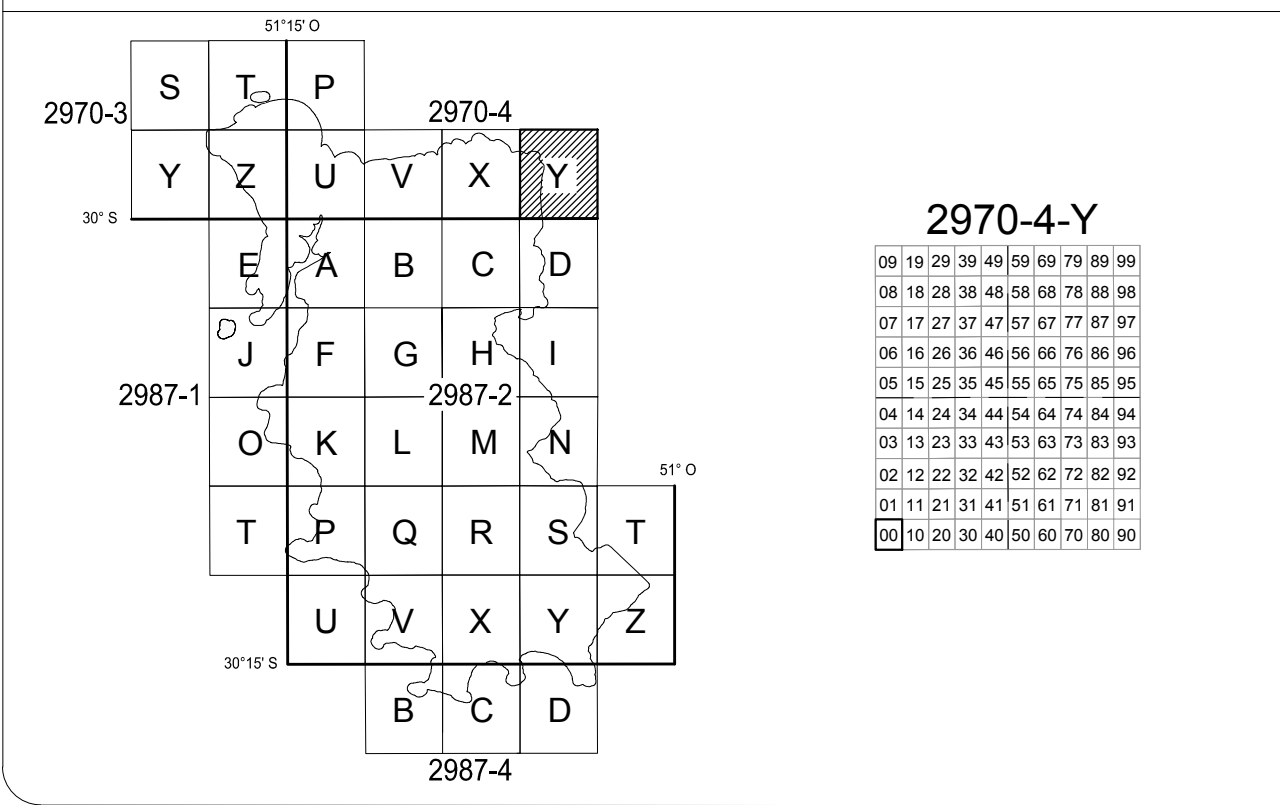 51°15' O
S T P
2970-3 2970-4
Y Z U V X Y
30° S
E A B C D
J F G H I
2987-1 2987-2
O K L M N
51° O
T P Q R S T
U V X Y Z
30°15' S
B C D
2987-4
2970-4-Y
09 19 29 39 49 59 69 79 89 99
08 18 28 38 48 58 68 78 88 98
07 17 27 37 47 57 67 77 87 97
06 16 26 36 46 56 66 76 86 96
05 15 25 35 45 55 65 75 85 95
04 14 24 34 44 54 64 74 84 94
03 13 23 33 43 53 63 73 83 93
02 12 22 32 42 52 62 72 82 92
01 11 21 31 41 51 61 71 81 91
00 10 20 30 40 50 60 70 80 90